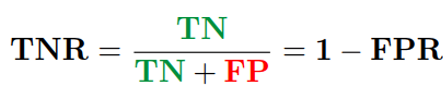 TNR = TN / (TN + FP) = 1 − FPR